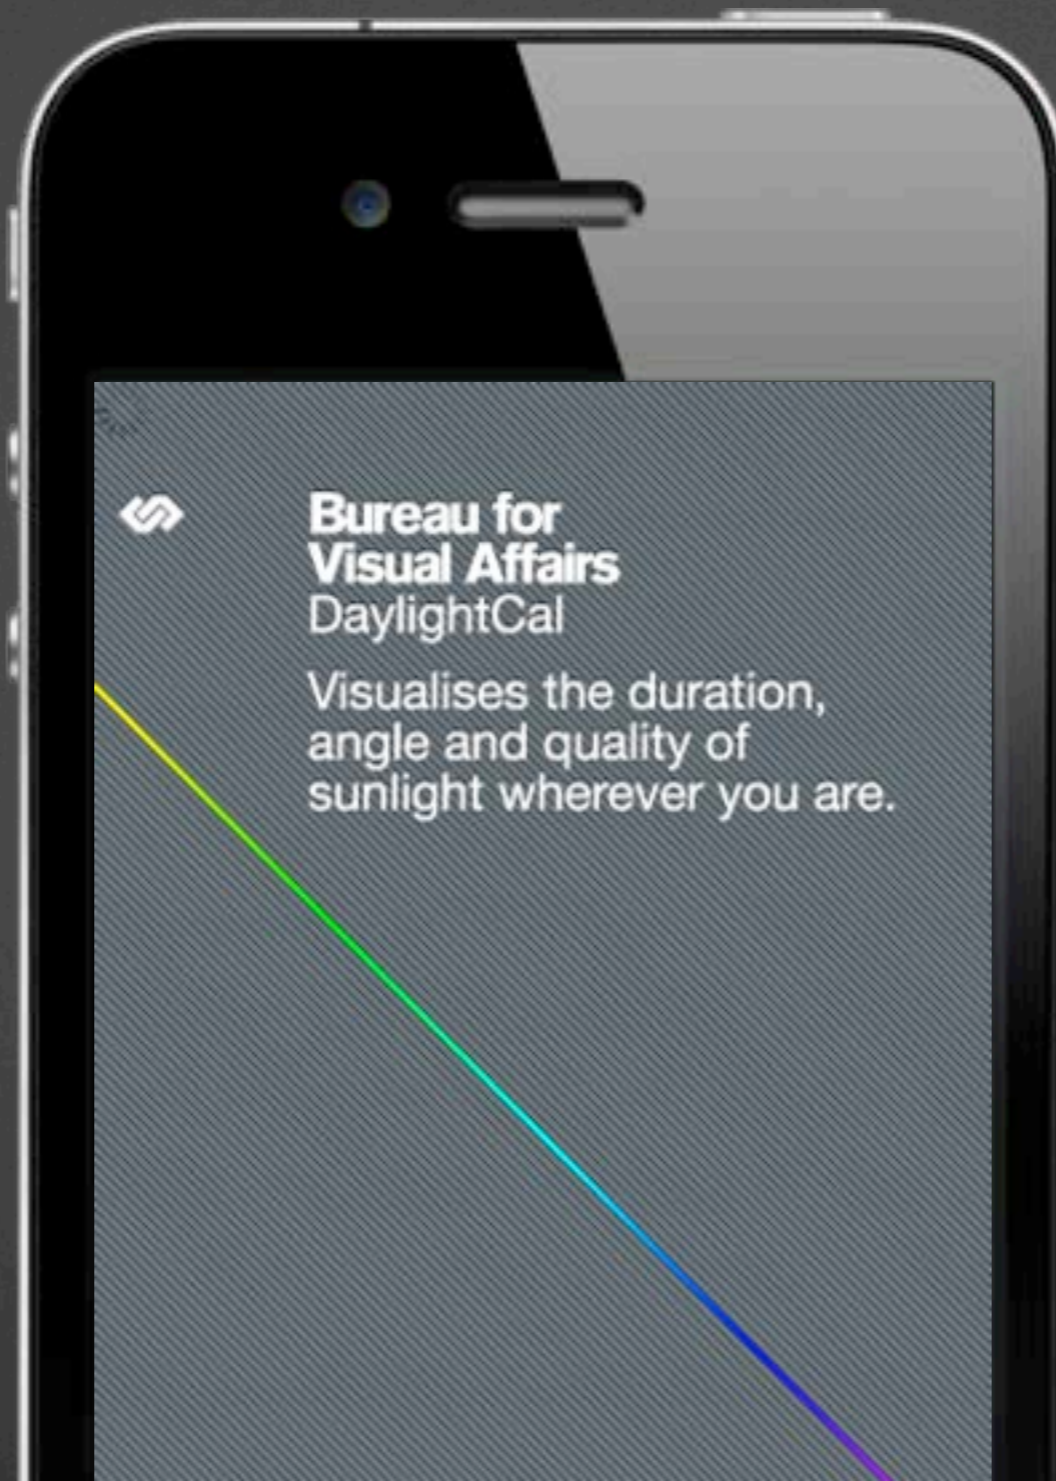 Bureau for
Visual Affairs
DaylightCal
Visualises the duration,
angle and quality of
sunlight wherever you are.